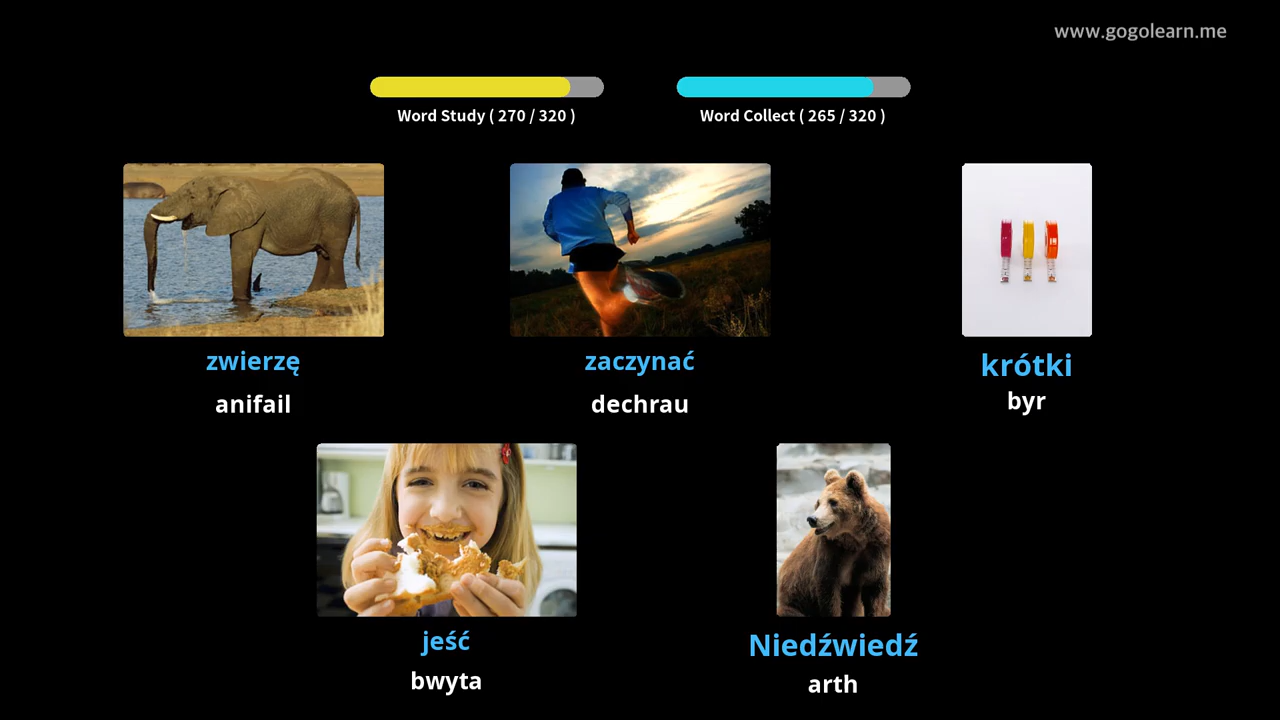 www.gogolearn.me
Word Study ( 270 / 320 )
Word Collect ( 265 / 320 )
zwierzę
anifail
zaczynać
dechrau
krótki
byr
jeść
bwyta
Niedźwiedź
arth